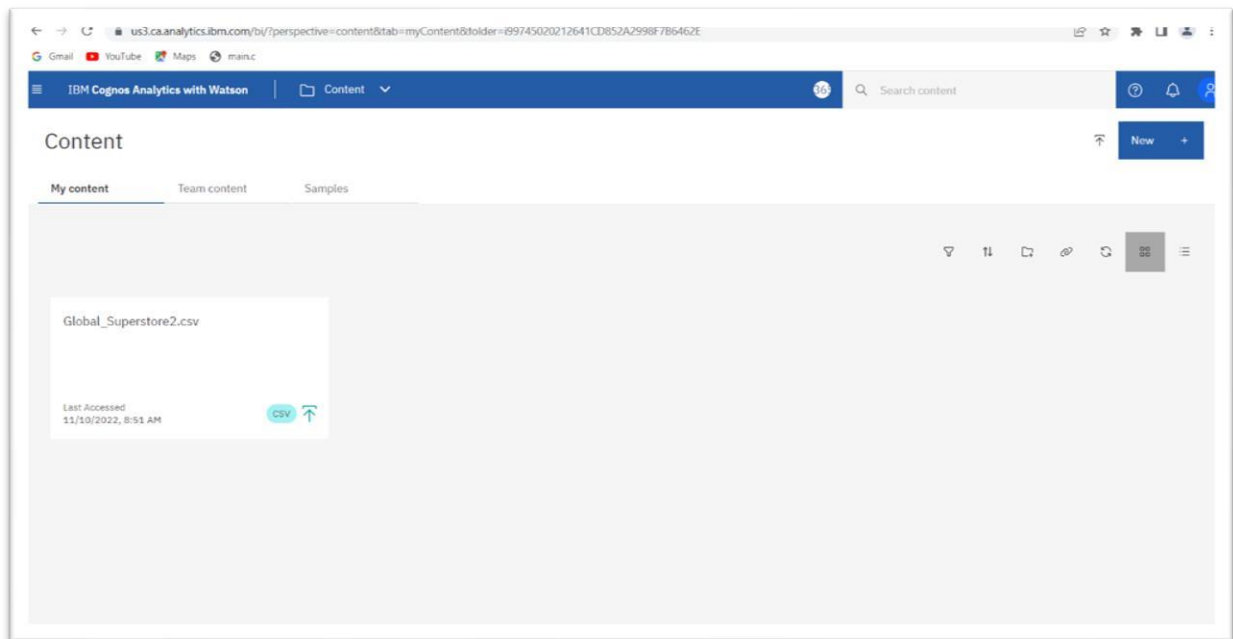 us3.ca.analytics.ibm.com/bi/?perspective=content&tab=myContent&folder=i99745020212641CD852A2998F7B6462E
Gmail YouTube Maps main.c
IBM Cognos Analytics with Watson Content Search content
Content New +
My content Team content Samples
Global_Superstore2.csv
Last Accessed
11/10/2022, 8:51 AM CSV